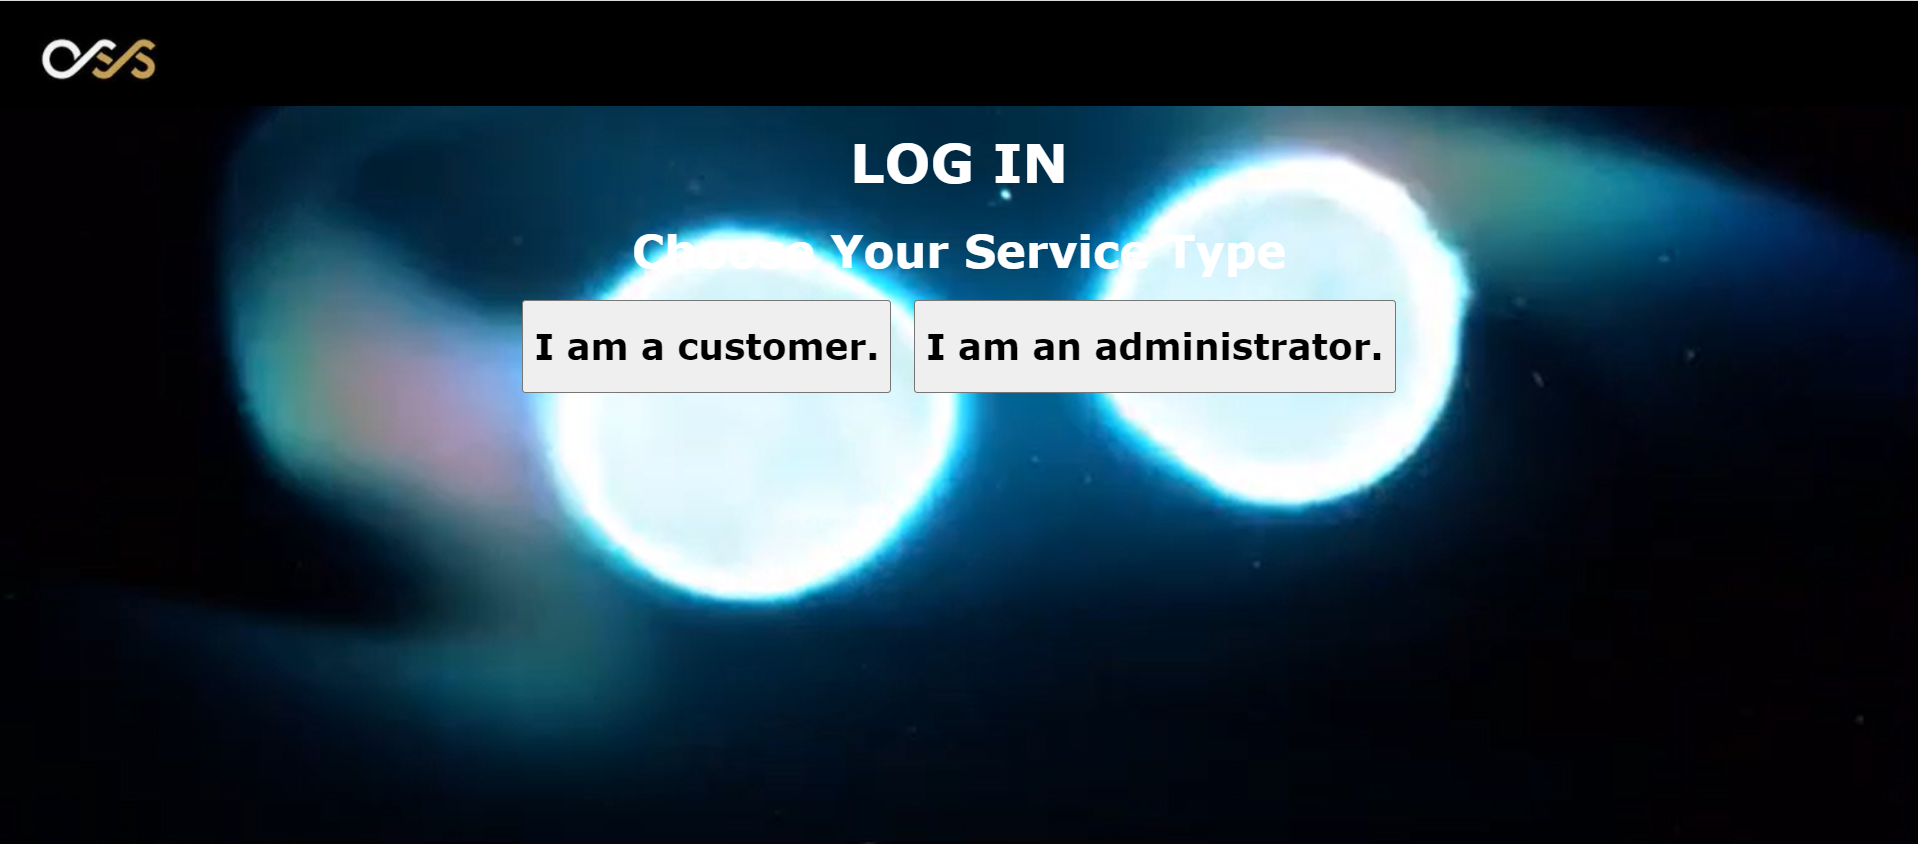 LOG IN
Choose Your Service Type
I am a customer. I am an administrator.